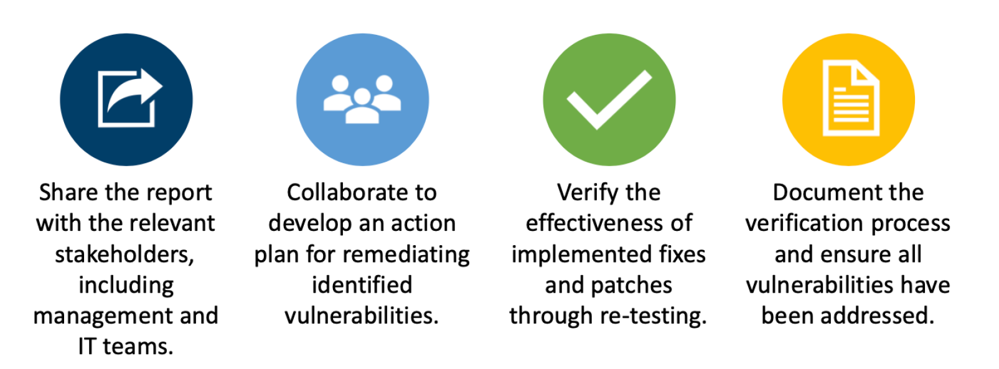 Share the report
with the relevant
stakeholders,
including
management and
IT teams.
Collaborate to
develop an action
plan for remediating
identified
vulnerabilities.
Verify the
effectiveness of
implemented fixes
and patches
through re-testing.
Document the
verification process
and ensure all
vulnerabilities have
been addressed.